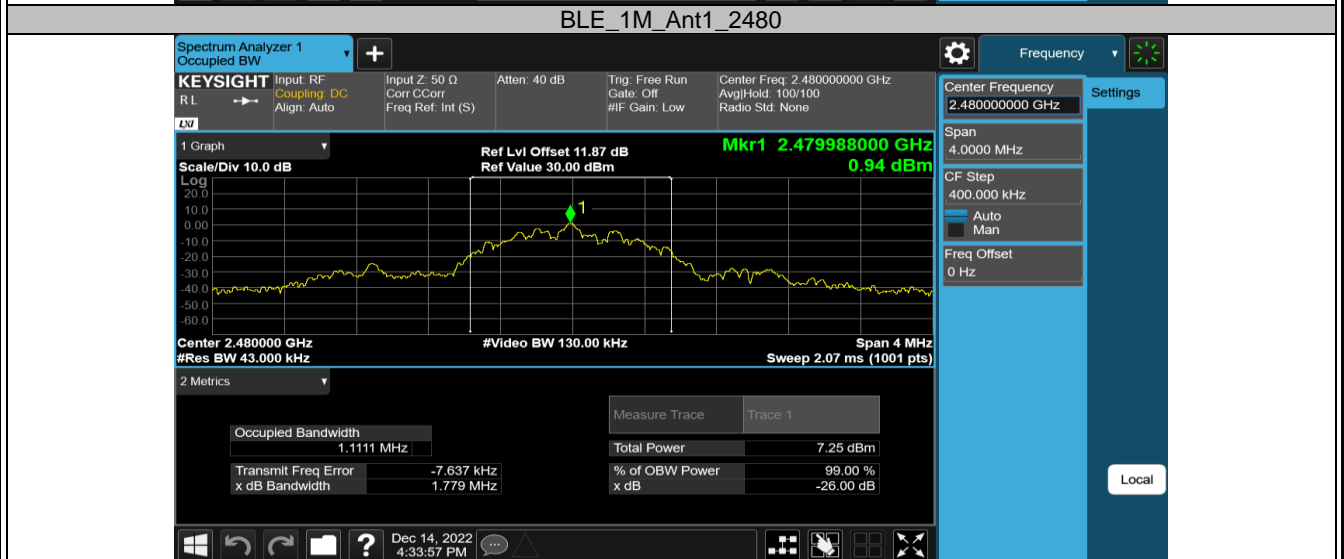 BLE_1M_Ant1_2480
Spectrum Analyzer 1
Occupied BW
+
Frequency
KEYSIGHT
R L
LXI
Input: RF
Coupling: DC
Align: Auto
Input Z: 50 Ω
Corr CCorr
Freq Ref: Int (S)
Atten: 40 dB
Trig: Free Run
Gate: Off
#IF Gain: Low
Center Freq: 2.480000000 GHz
Avg|Hold: 100/100
Radio Std: None
Center Frequency
2.480000000 GHz
Settings
Span
4.0000 MHz
CF Step
400.000 kHz
Auto
Man
Freq Offset
0 Hz
1 Graph
Scale/Div 10.0 dB
Ref Lvl Offset 11.87 dB
Ref Value 30.00 dBm
Mkr1 2.479988000 GHz
0.94 dBm
Log
20.0
10.0
0.00
-10.0
-20.0
-30.0
-40.0
-50.0
-60.0
1
Center 2.480000 GHz
#Res BW 43.000 kHz
#Video BW 130.00 kHz
Span 4 MHz
Sweep 2.07 ms (1001 pts)
2 Metrics
Measure Trace Trace 1
Occupied Bandwidth
1.1111 MHz
Total Power 7.25 dBm
Transmit Freq Error -7.637 kHz
% of OBW Power 99.00 %
x dB Bandwidth 1.779 MHz
x dB -26.00 dB
Local
?
Dec 14, 2022
4:33:57 PM